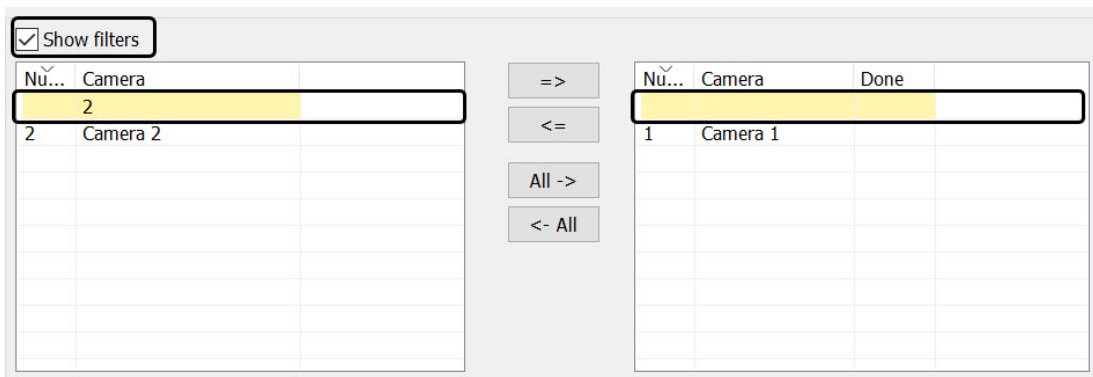 Show filters
Nu... Camera
2
2 Camera 2
=>
<=
All ->
<- All
Nu... Camera Done
1 Camera 1